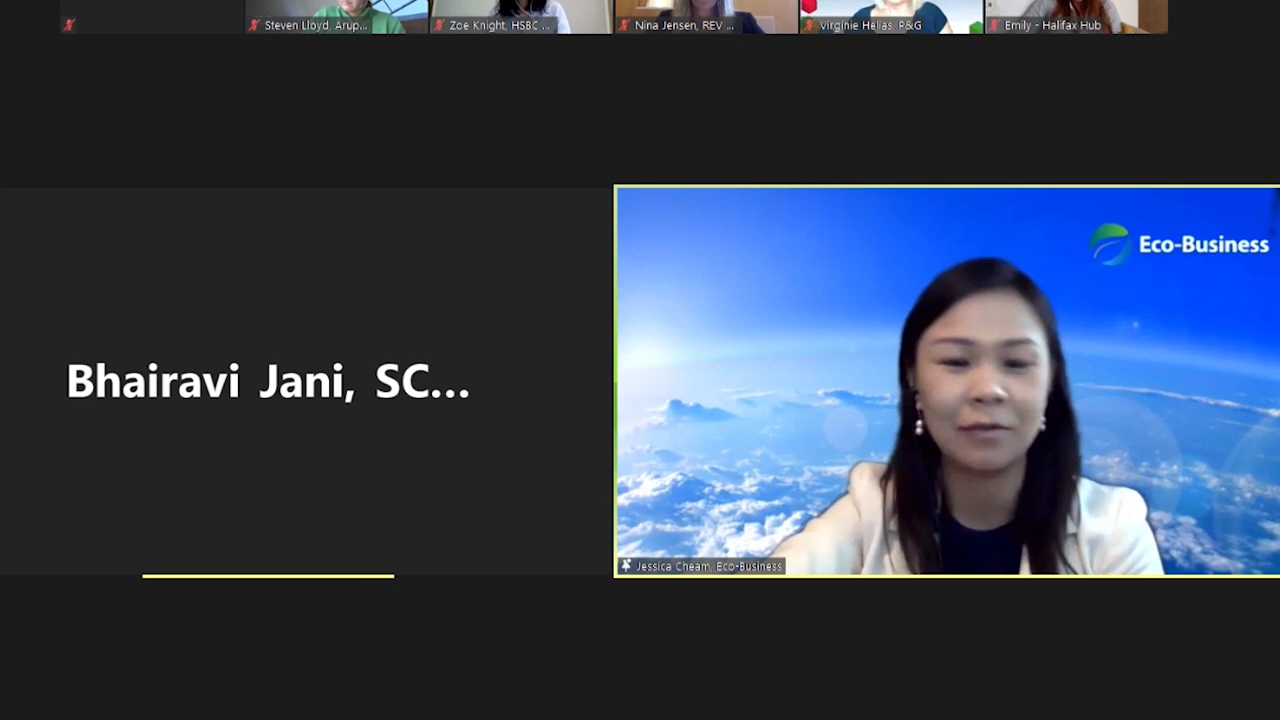 Steven Lloyd, Arup...
Zoe Knight, HSBC ...
Nina Jensen, REV ...
Virginie Helias, P&G
Emily - Halifax Hub
Eco-Business
Bhairavi Jani, SC...
Jessica Cheam, Eco-Business